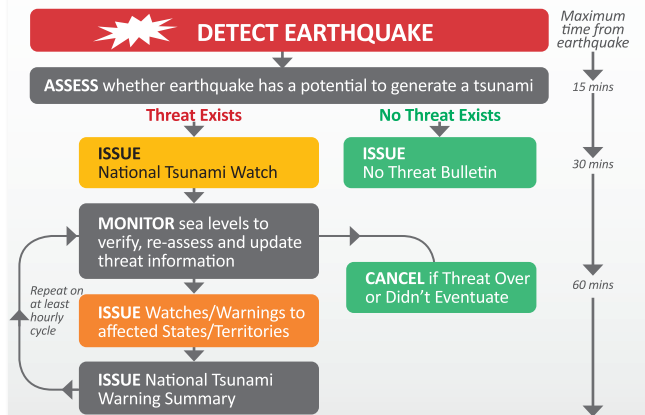 DETECT EARTHQUAKE
Maximum
time from
earthquake
ASSESS whether earthquake has a potential to generate a tsunami
15 mins
Threat Exists
No Threat Exists
ISSUE
National Tsunami Watch
ISSUE
No Threat Bulletin
30 mins
MONITOR sea levels to
verify, re-assess and update
threat information
CANCEL if Threat Over
or Didn't Eventuate
60 mins
Repeat on
at least
hourly
cycle
ISSUE Watches/Warnings to
affected States/Territories
ISSUE National Tsunami
Warning Summary